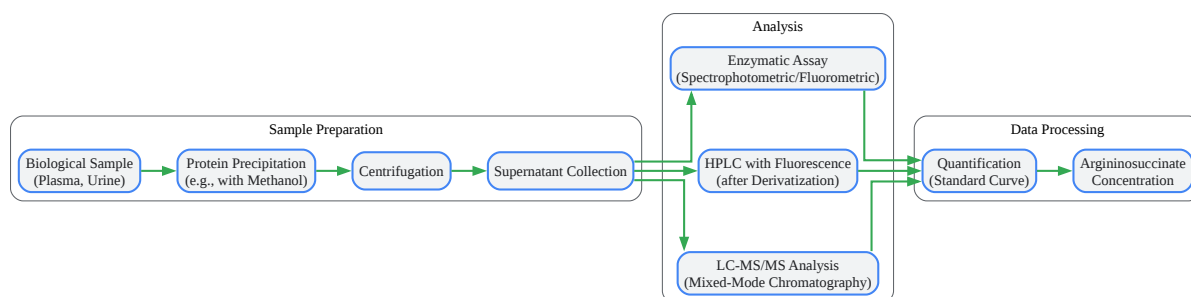 Sample Preparation
Biological Sample
(Plasma, Urine)
Protein Precipitation
(e.g., with Methanol)
Centrifugation
Supernatant Collection
Analysis
Enzymatic Assay
(Spectrophotometric/Fluorometric)
HPLC with Fluorescence
(after Derivatization)
LC-MS/MS Analysis
(Mixed-Mode Chromatography)
Data Processing
Quantification
(Standard Curve)
Argininosuccinate
Concentration